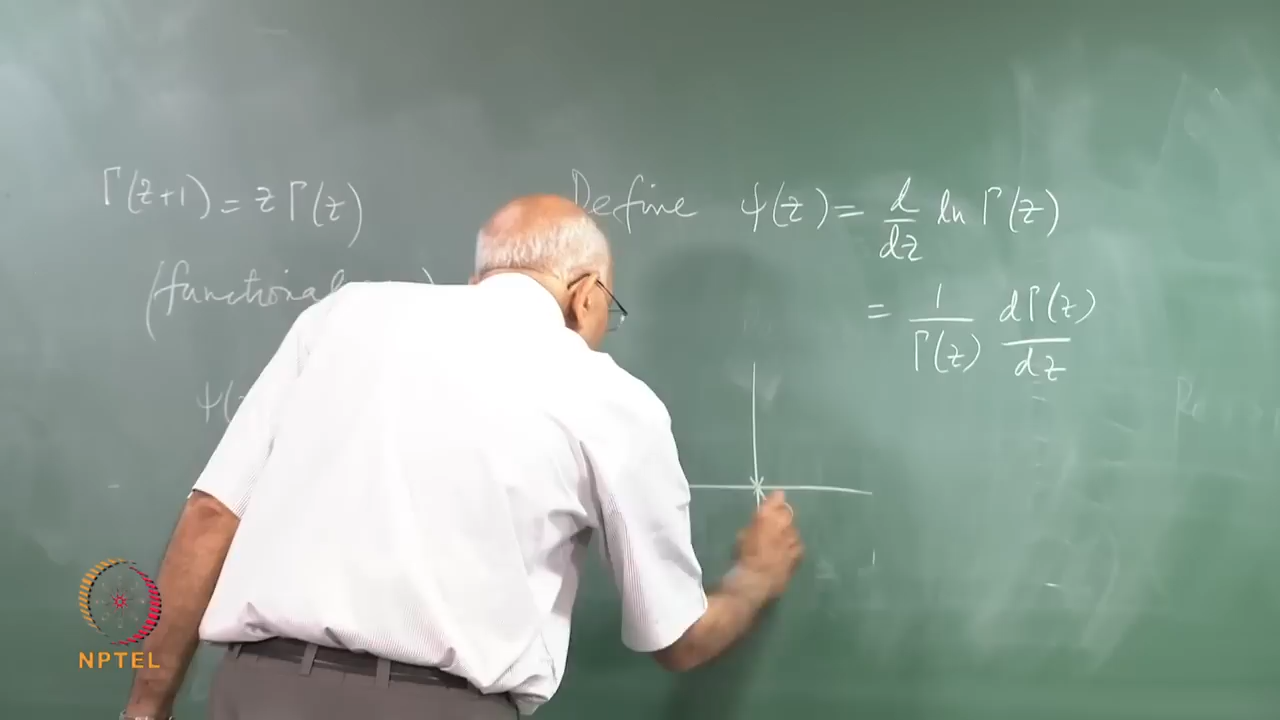 Γ(z+1) = z Γ(z)
(functional
ψ(z
Define ψ(z) = d/dz ln Γ(z)
= 1/Γ(z) dΓ(z)/dz
NPTEL